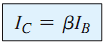 I_C = βI_B